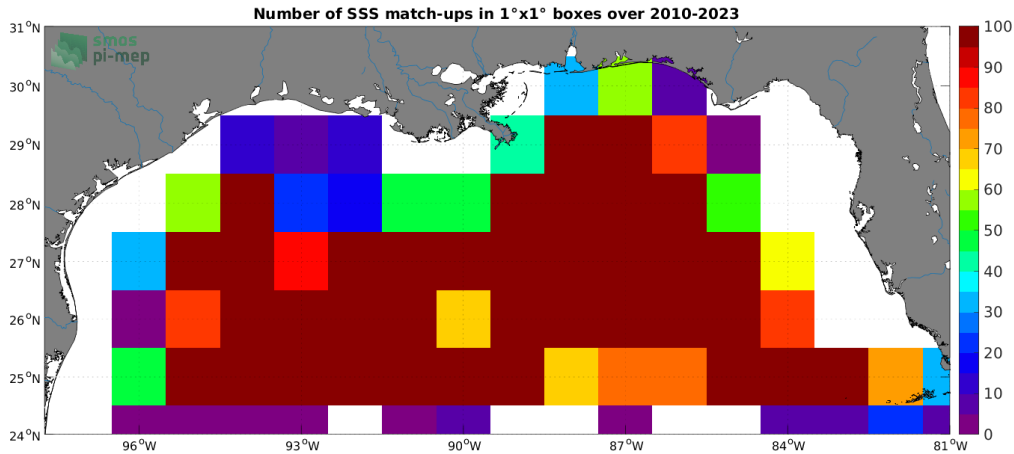 Number of SSS match-ups in 1°x1° boxes over 2010-2023
smos
pi-mep
31°N
30°N
29°N
28°N
27°N
26°N
25°N
24°N
96°W 93°W 90°W 87°W 84°W 81°W
100
90
80
70
60
50
40
30
20
10
0